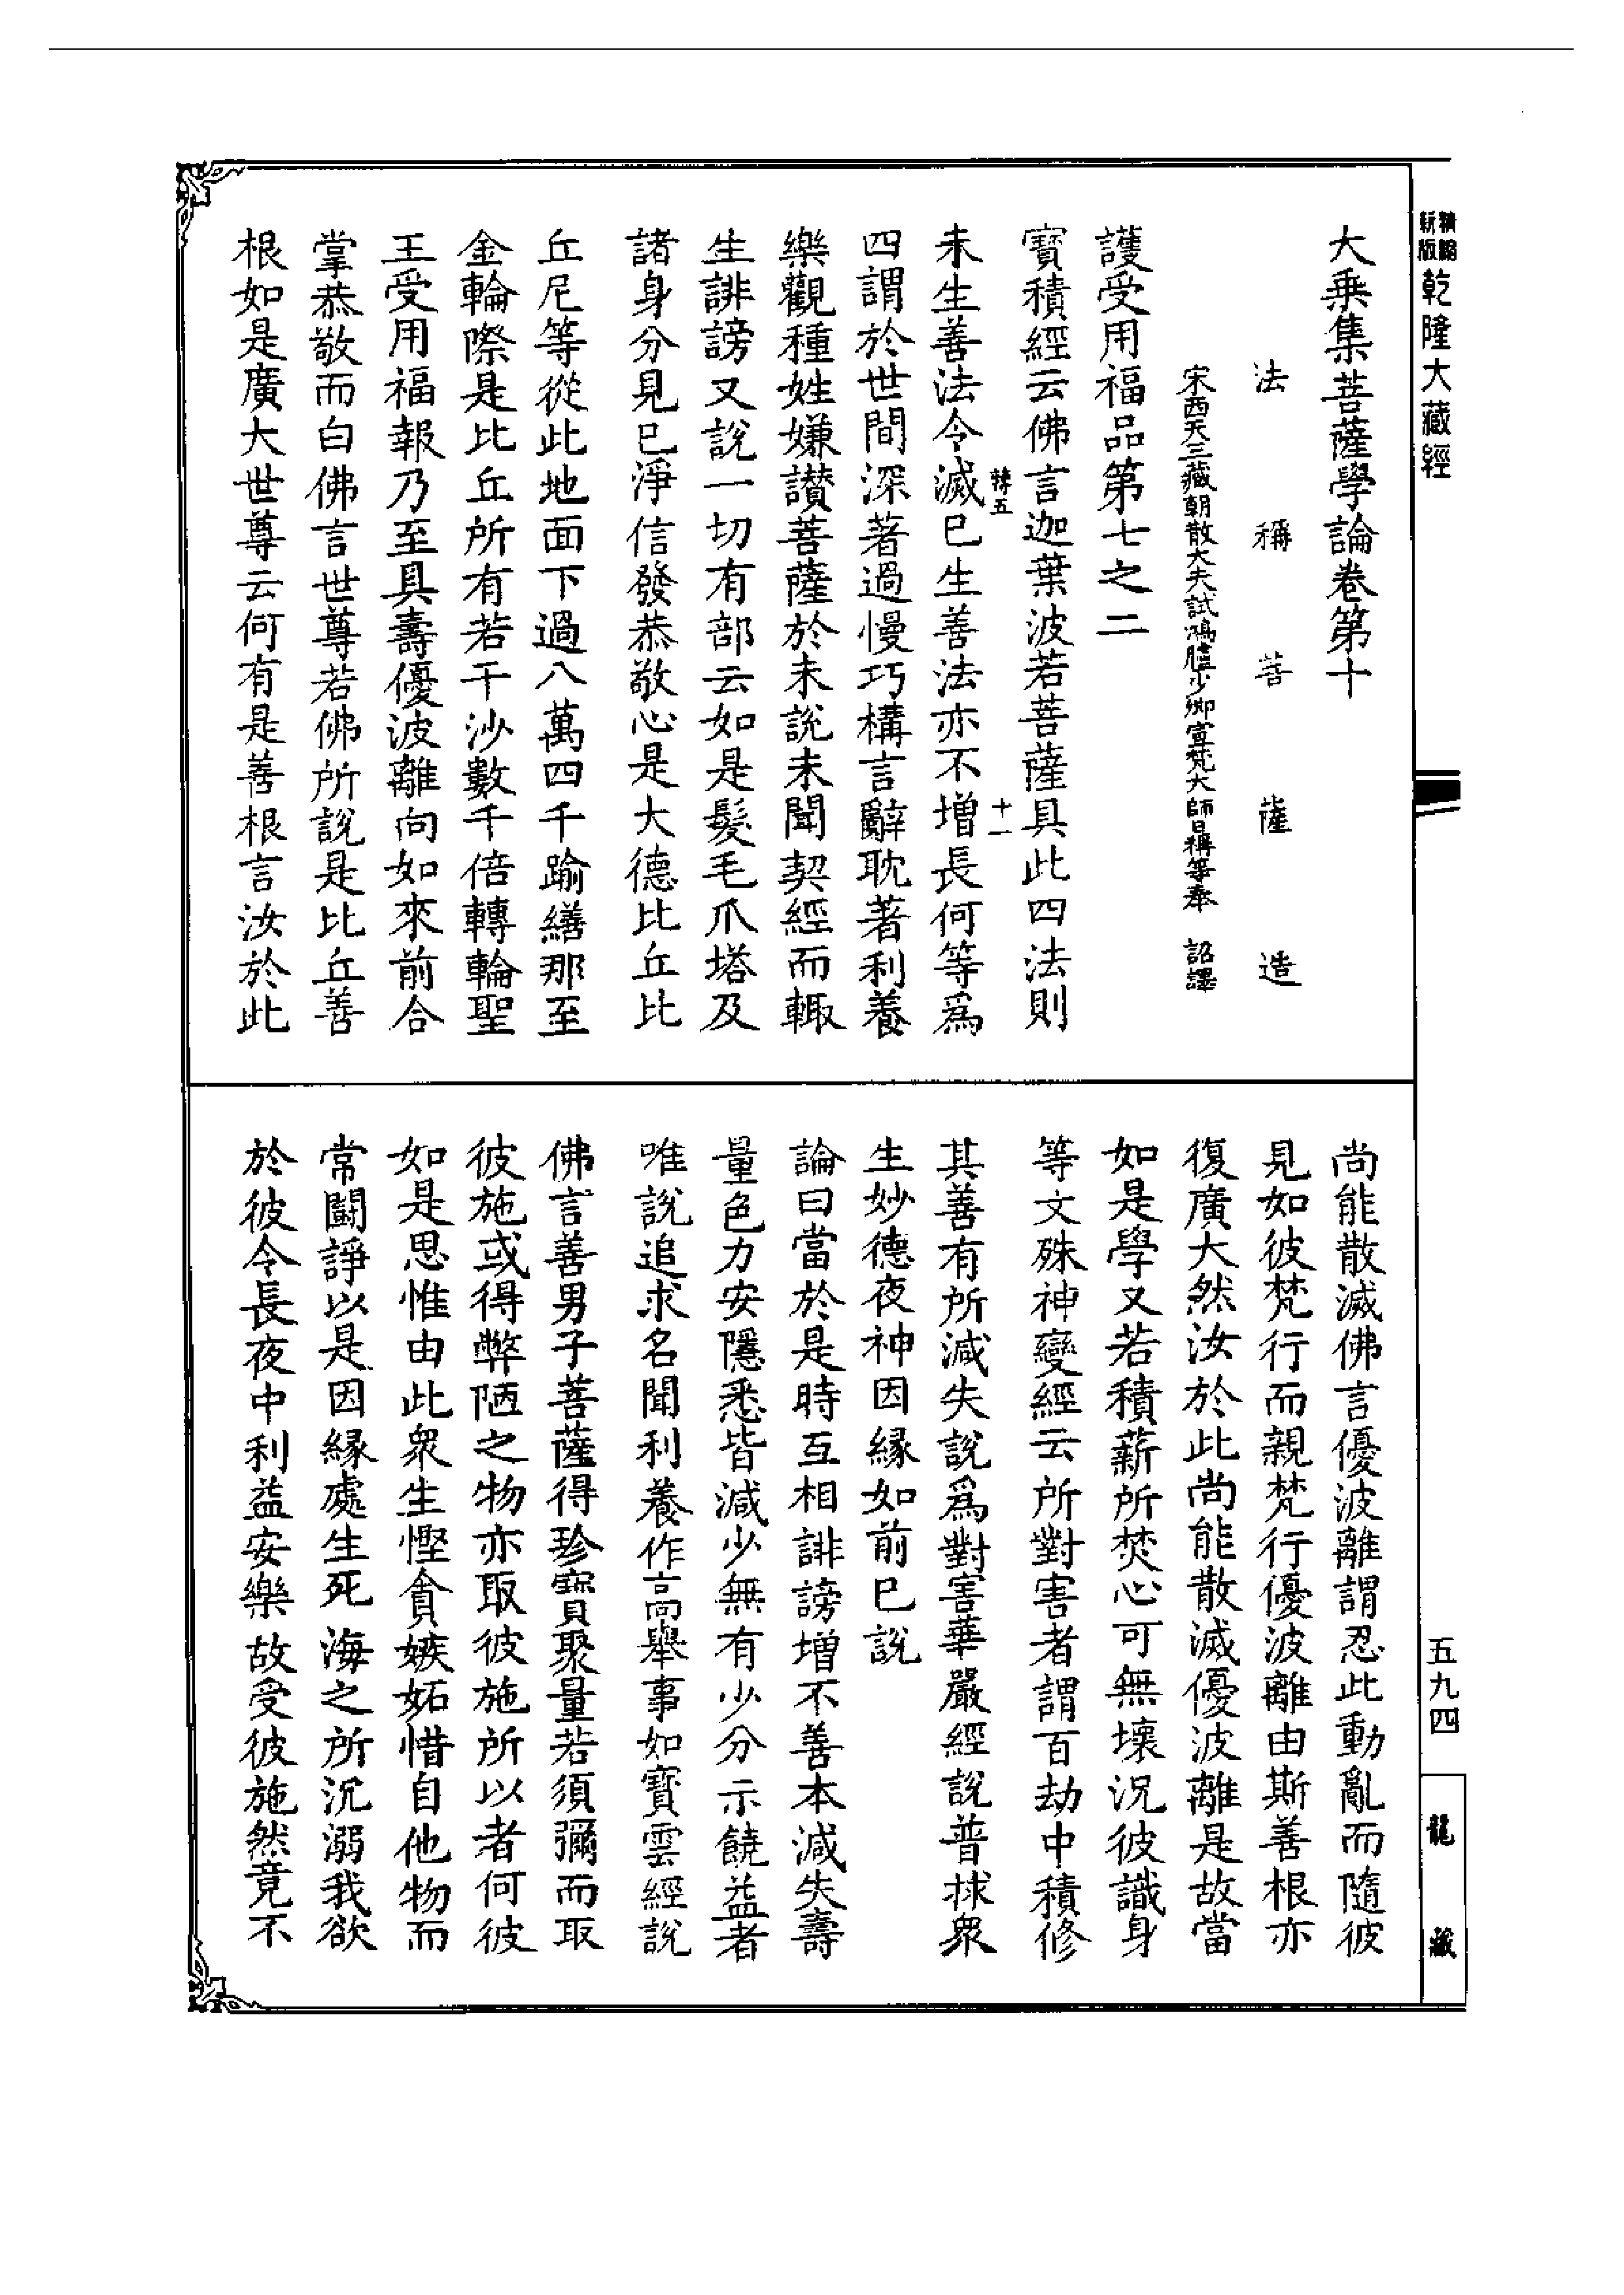 精縮新版乾隆大藏經
大乘集菩薩學論卷第十
法稱菩薩造
宋西天三藏朝散大夫試鴻臚少卿宣梵大師日稱等奉 詔譯
護受用福品第七之二
寶積經云佛言迦葉波若菩薩具此四法則
十一
未生善法令滅已生善法亦不增長何等爲
四謂於世間深著過慢巧構言辭耽著利養
樂觀種姓嫌讃菩薩於未說未聞契經而輙
生誹謗又說一切有部云如是髮毛爪塔及
諸身分見已淨信發恭敬心是大德比丘比
丘尼等從此地面下過八萬四千踰繕那至
金輪際是比丘所有若干沙數千倍轉輪聖
王受用福報乃至具壽優波離向如來前合
掌恭敬而白佛言世尊若佛所說是比丘善
根如是廣大世尊云何有是善根言汝於此
尚能散滅佛言優波離謂忍此動亂而隨彼
見如彼梵行而親梵行優波離由斯善根亦
復廣大然汝於此尚能散滅優波離是故當
如是學又若積薪所焚心可無壞況彼識身
等文殊神變經云所對害者謂百劫中積修
其善有所減失說爲對害華嚴經說普捄衆
生妙德夜神因緣如前已說
論曰當於是時互相誹謗增不善本減失壽
量色力安隱悉皆減少無有少分示饒益者
唯說追求名聞利養作高舉事如寶雲經說
佛言善男子菩薩得珍寶聚量若須彌而取
彼施或得弊陋之物亦取彼施所以者何彼
如是思惟由此衆生慳貪嫉妬惜自他物而
常鬪諍以是因緣處生死海之所沉溺我欲
於彼令長夜中利益安樂故受彼施然竟不
五九四
龍藏